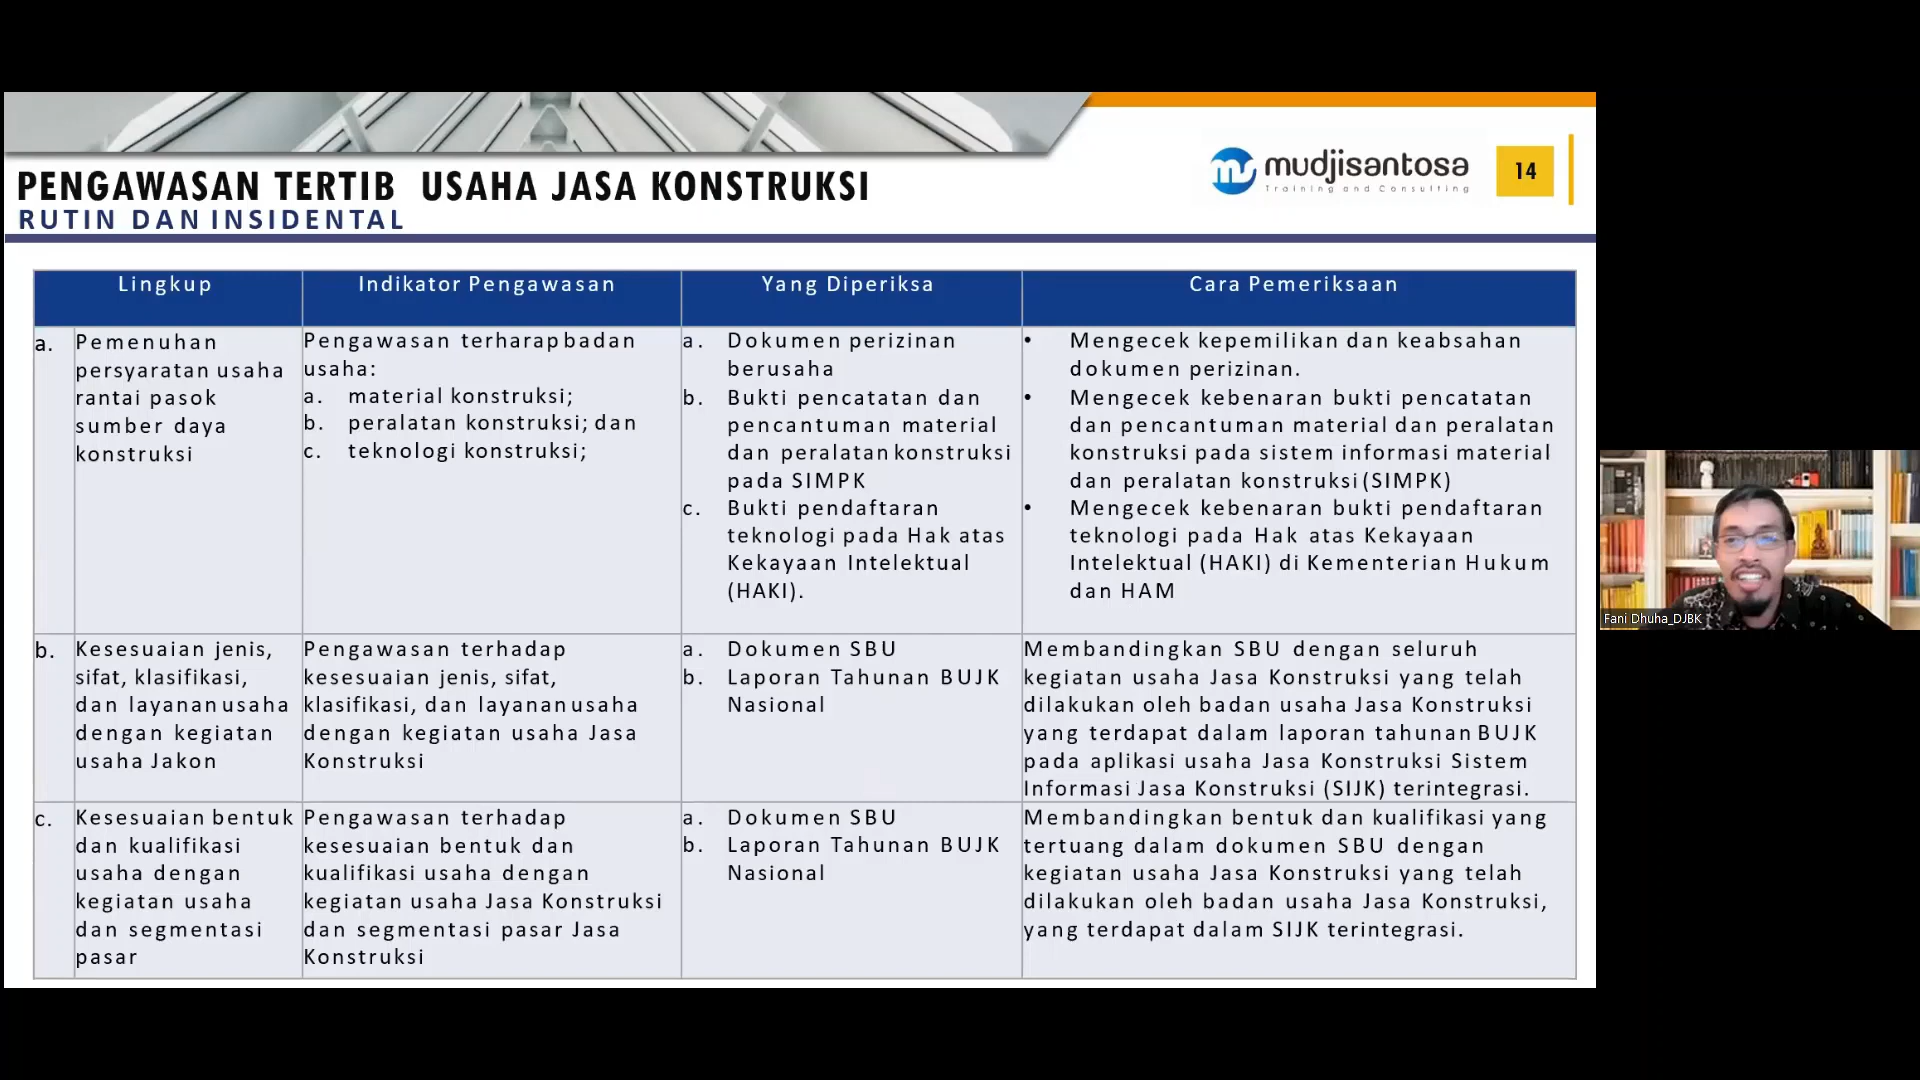 PENGAWASAN TERTIB USAHA JASA KONSTRUKSI
RUTIN DAN INSIDENTAL
mudjisantosa
Training and Consulting
14
Lingkup
Indikator Pengawasan
Yang Diperiksa
Cara Pemeriksaan
a. Pemenuhan
persyaratan usaha
rantai pasok
sumber daya
konstruksi
Pengawasan terharap badan
usaha:
a. material konstruksi;
b. peralatan konstruksi; dan
c. teknologi konstruksi;
a. Dokumen perizinan
berusaha
b. Bukti pencatatan dan
pencantuman material
dan peralatan konstruksi
pada SIMPK
c. Bukti pendaftaran
teknologi pada Hak atas
Kekayaan Intelektual
(HAKI).
• Mengecek kepemilikan dan keabsahan
dokumen perizinan.
• Mengecek kebenaran bukti pencatatan
dan pencantuman material dan peralatan
konstruksi pada sistem informasi material
dan peralatan konstruksi (SIMPK)
• Mengecek kebenaran bukti pendaftaran
teknologi pada Hak atas Kekayaan
Intelektual (HAKI) di Kementerian Hukum
dan HAM
b. Kesesuaian jenis,
sifat, klasifikasi,
dan layanan usaha
dengan kegiatan
usaha Jakon
Pengawasan terhadap
kesesuaian jenis, sifat,
klasifikasi, dan layanan usaha
dengan kegiatan usaha Jasa
Konstruksi
a. Dokumen SBU
b. Laporan Tahunan BUJK
Nasional
Membandingkan SBU dengan seluruh
kegiatan usaha Jasa Konstruksi yang telah
dilakukan oleh badan usaha Jasa Konstruksi
yang terdapat dalam laporan tahunan BUJK
pada aplikasi usaha Jasa Konstruksi Sistem
Informasi Jasa Konstruksi (SIJK) terintegrasi.
c. Kesesuaian bentuk
dan kualifikasi
usaha dengan
kegiatan usaha
dan segmentasi
pasar
Pengawasan terhadap
kesesuaian bentuk dan
kualifikasi usaha dengan
kegiatan usaha Jasa Konstruksi
dan segmentasi pasar Jasa
Konstruksi
a. Dokumen SBU
b. Laporan Tahunan BUJK
Nasional
Membandingkan bentuk dan kualifikasi yang
tertuang dalam dokumen SBU dengan
kegiatan usaha Jasa Konstruksi yang telah
dilakukan oleh badan usaha Jasa Konstruksi,
yang terdapat dalam SIJK terintegrasi.
Fani Dhuha_DJBK